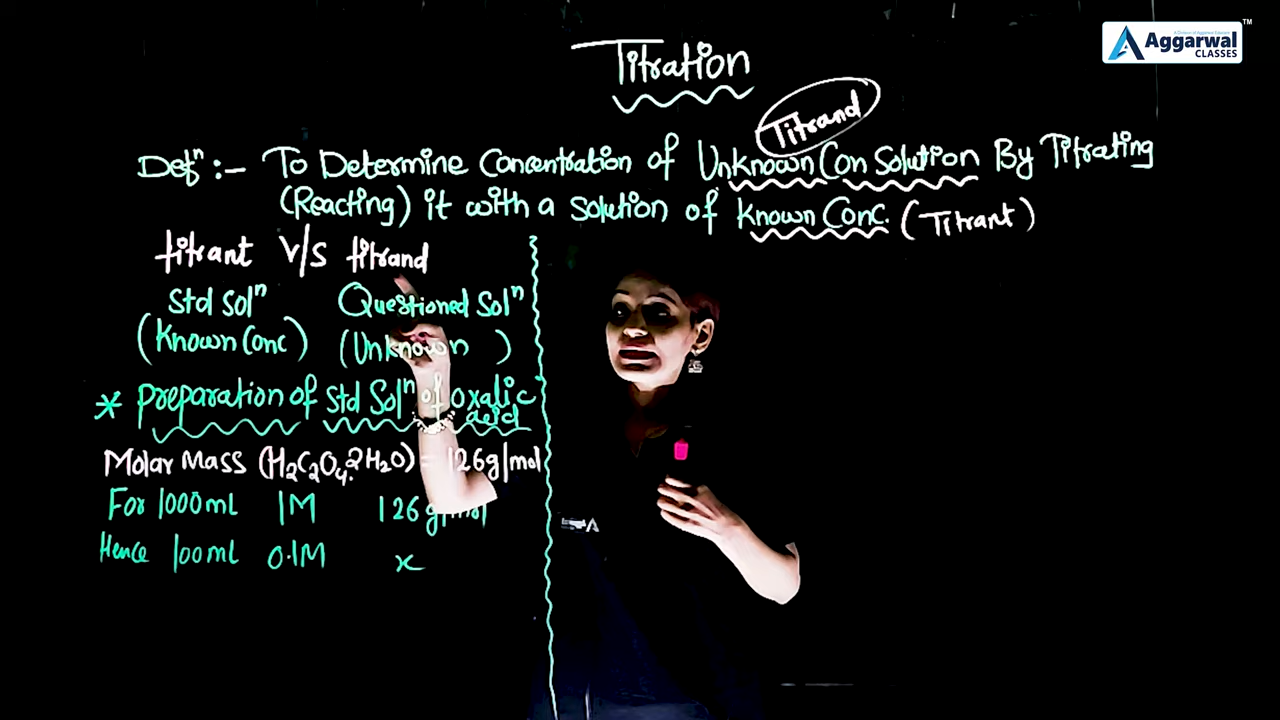 Aggarwal
CLASSES
TM
Titration
Titrand
Defⁿ :- To Determine Concentration of Unknown Con Solution By Titrating
(Reacting) it with a solution of known Conc. (Titrant)
titrant V/S titrand
Std Solⁿ Questioned Solⁿ
(Known Conc) (Unknown)
* preparation of Std Solⁿ of oxalic
acid
Molar Mass (H₂C₂O₄.2H₂O) = 126g/mol
For 1000ml 1M 126 g/mol
Hence 100ml 0.1M x